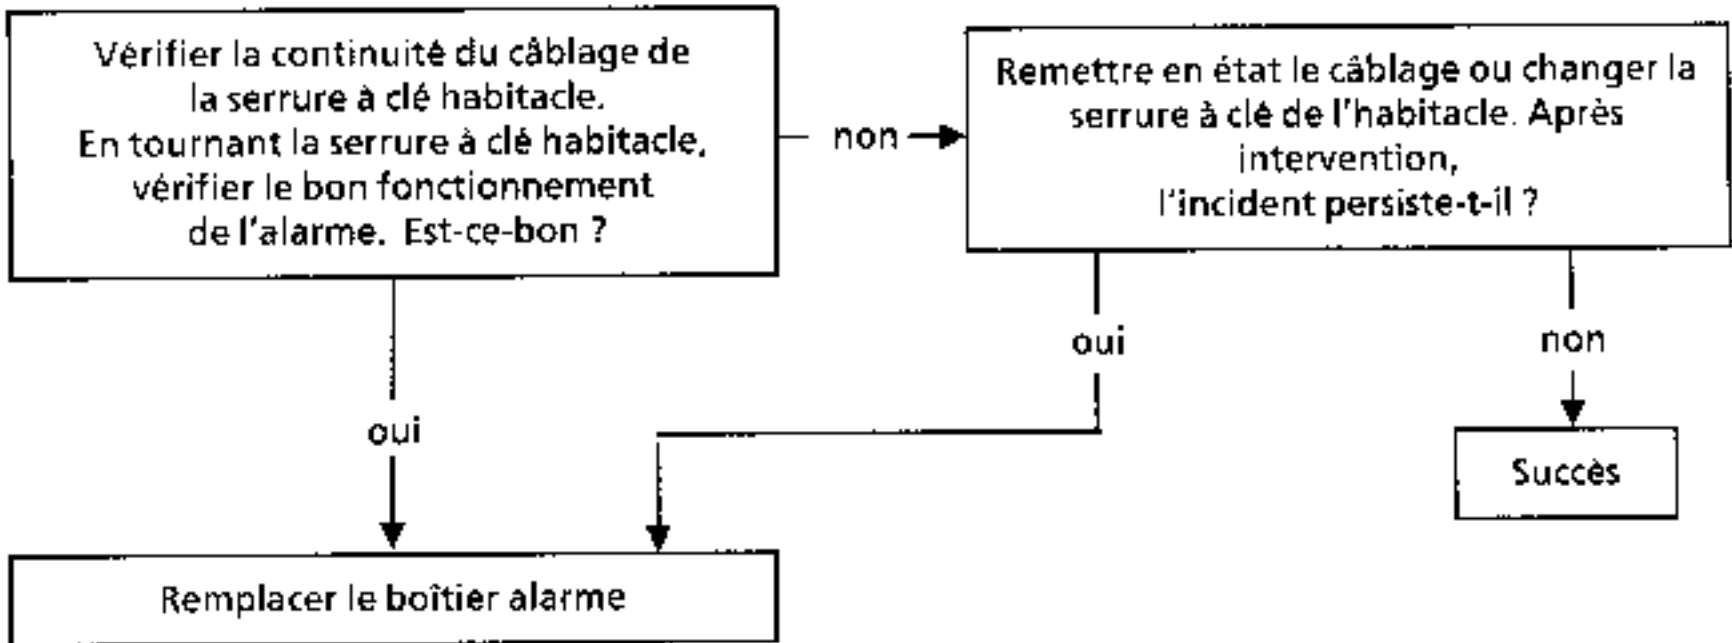 Vérifier la continuité du câblage de
la serrure à clé habitacle.
En tournant la serrure à clé habitacle,
vérifier le bon fonctionnement
de l'alarme. Est-ce-bon ?
non
Remettre en état le câblage ou changer la
serrure à clé de l'habitacle. Après
intervention,
l'incident persiste-t-il ?
oui
non
oui
Succès
Remplacer le boîtier alarme